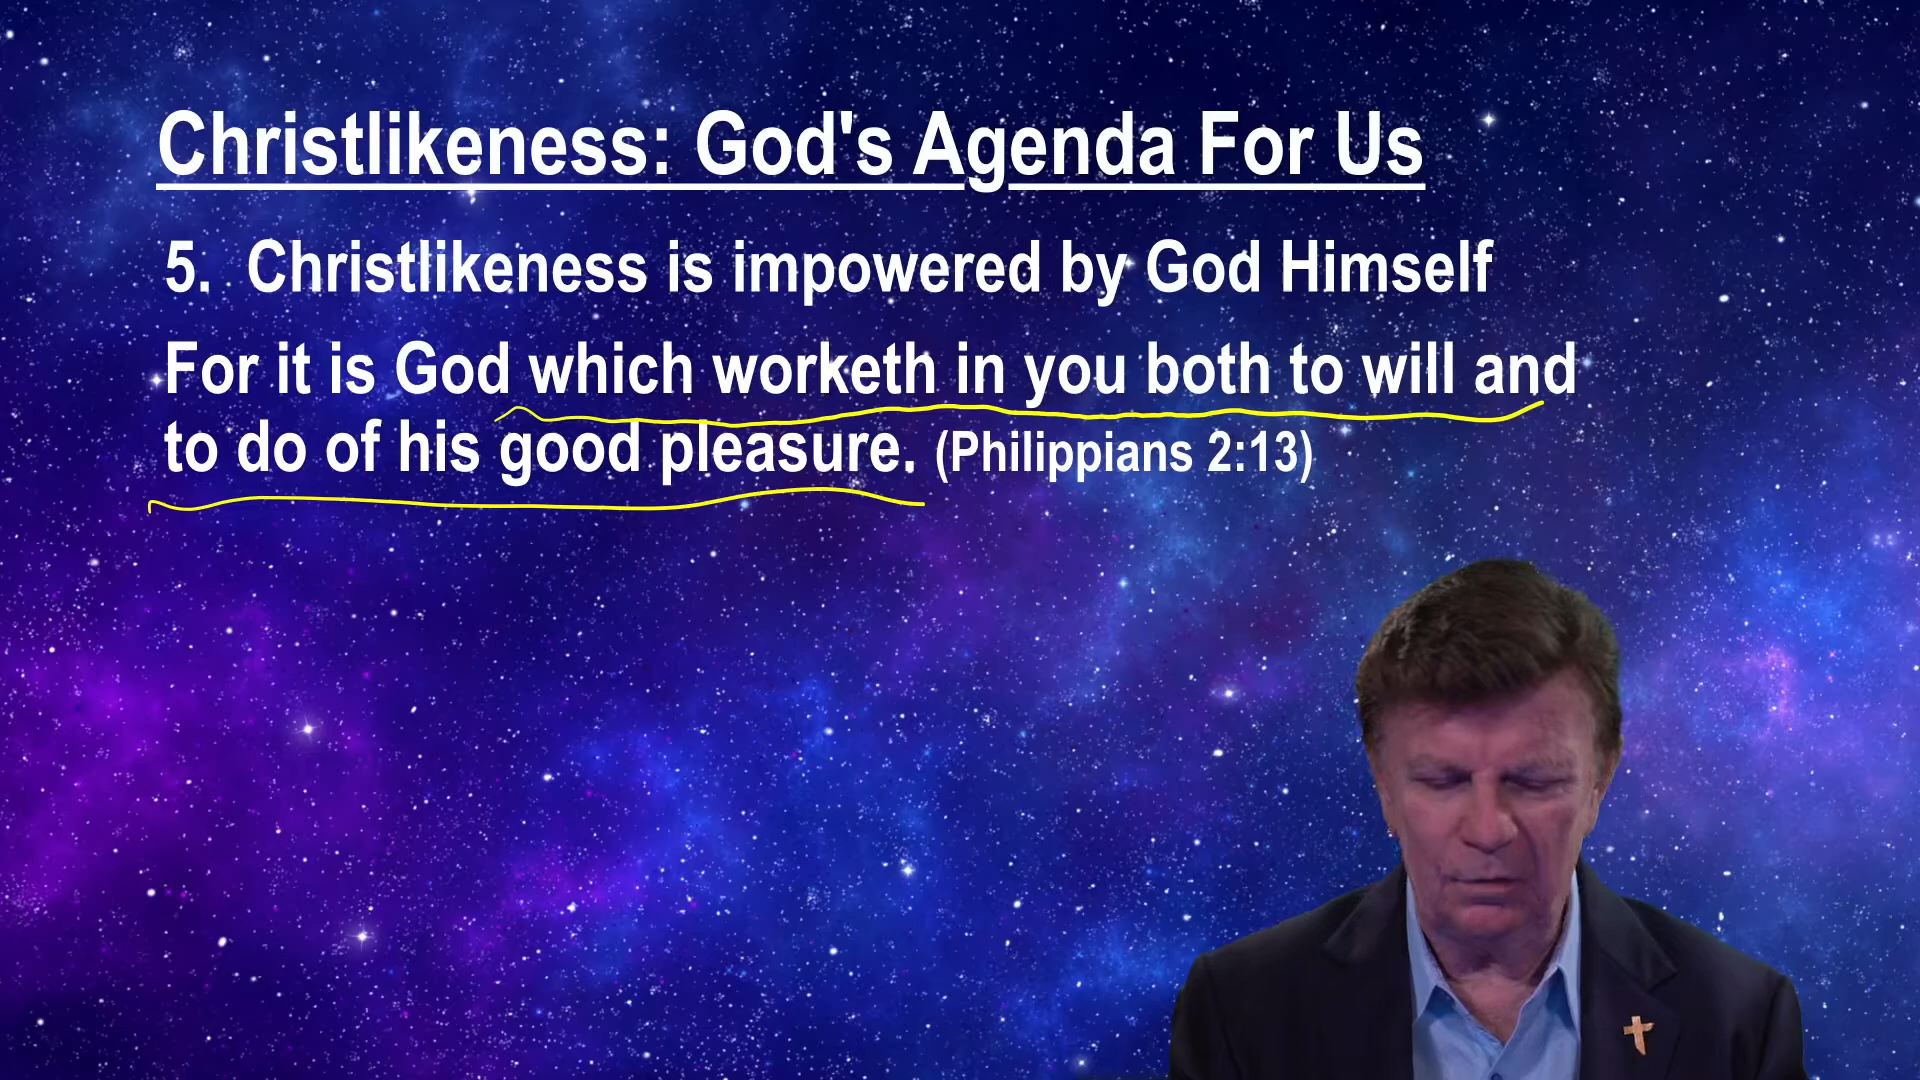 Christlikeness: God's Agenda For Us
5. Christlikeness is impowered by God Himself
For it is God which worketh in you both to will and
to do of his good pleasure. (Philippians 2:13)